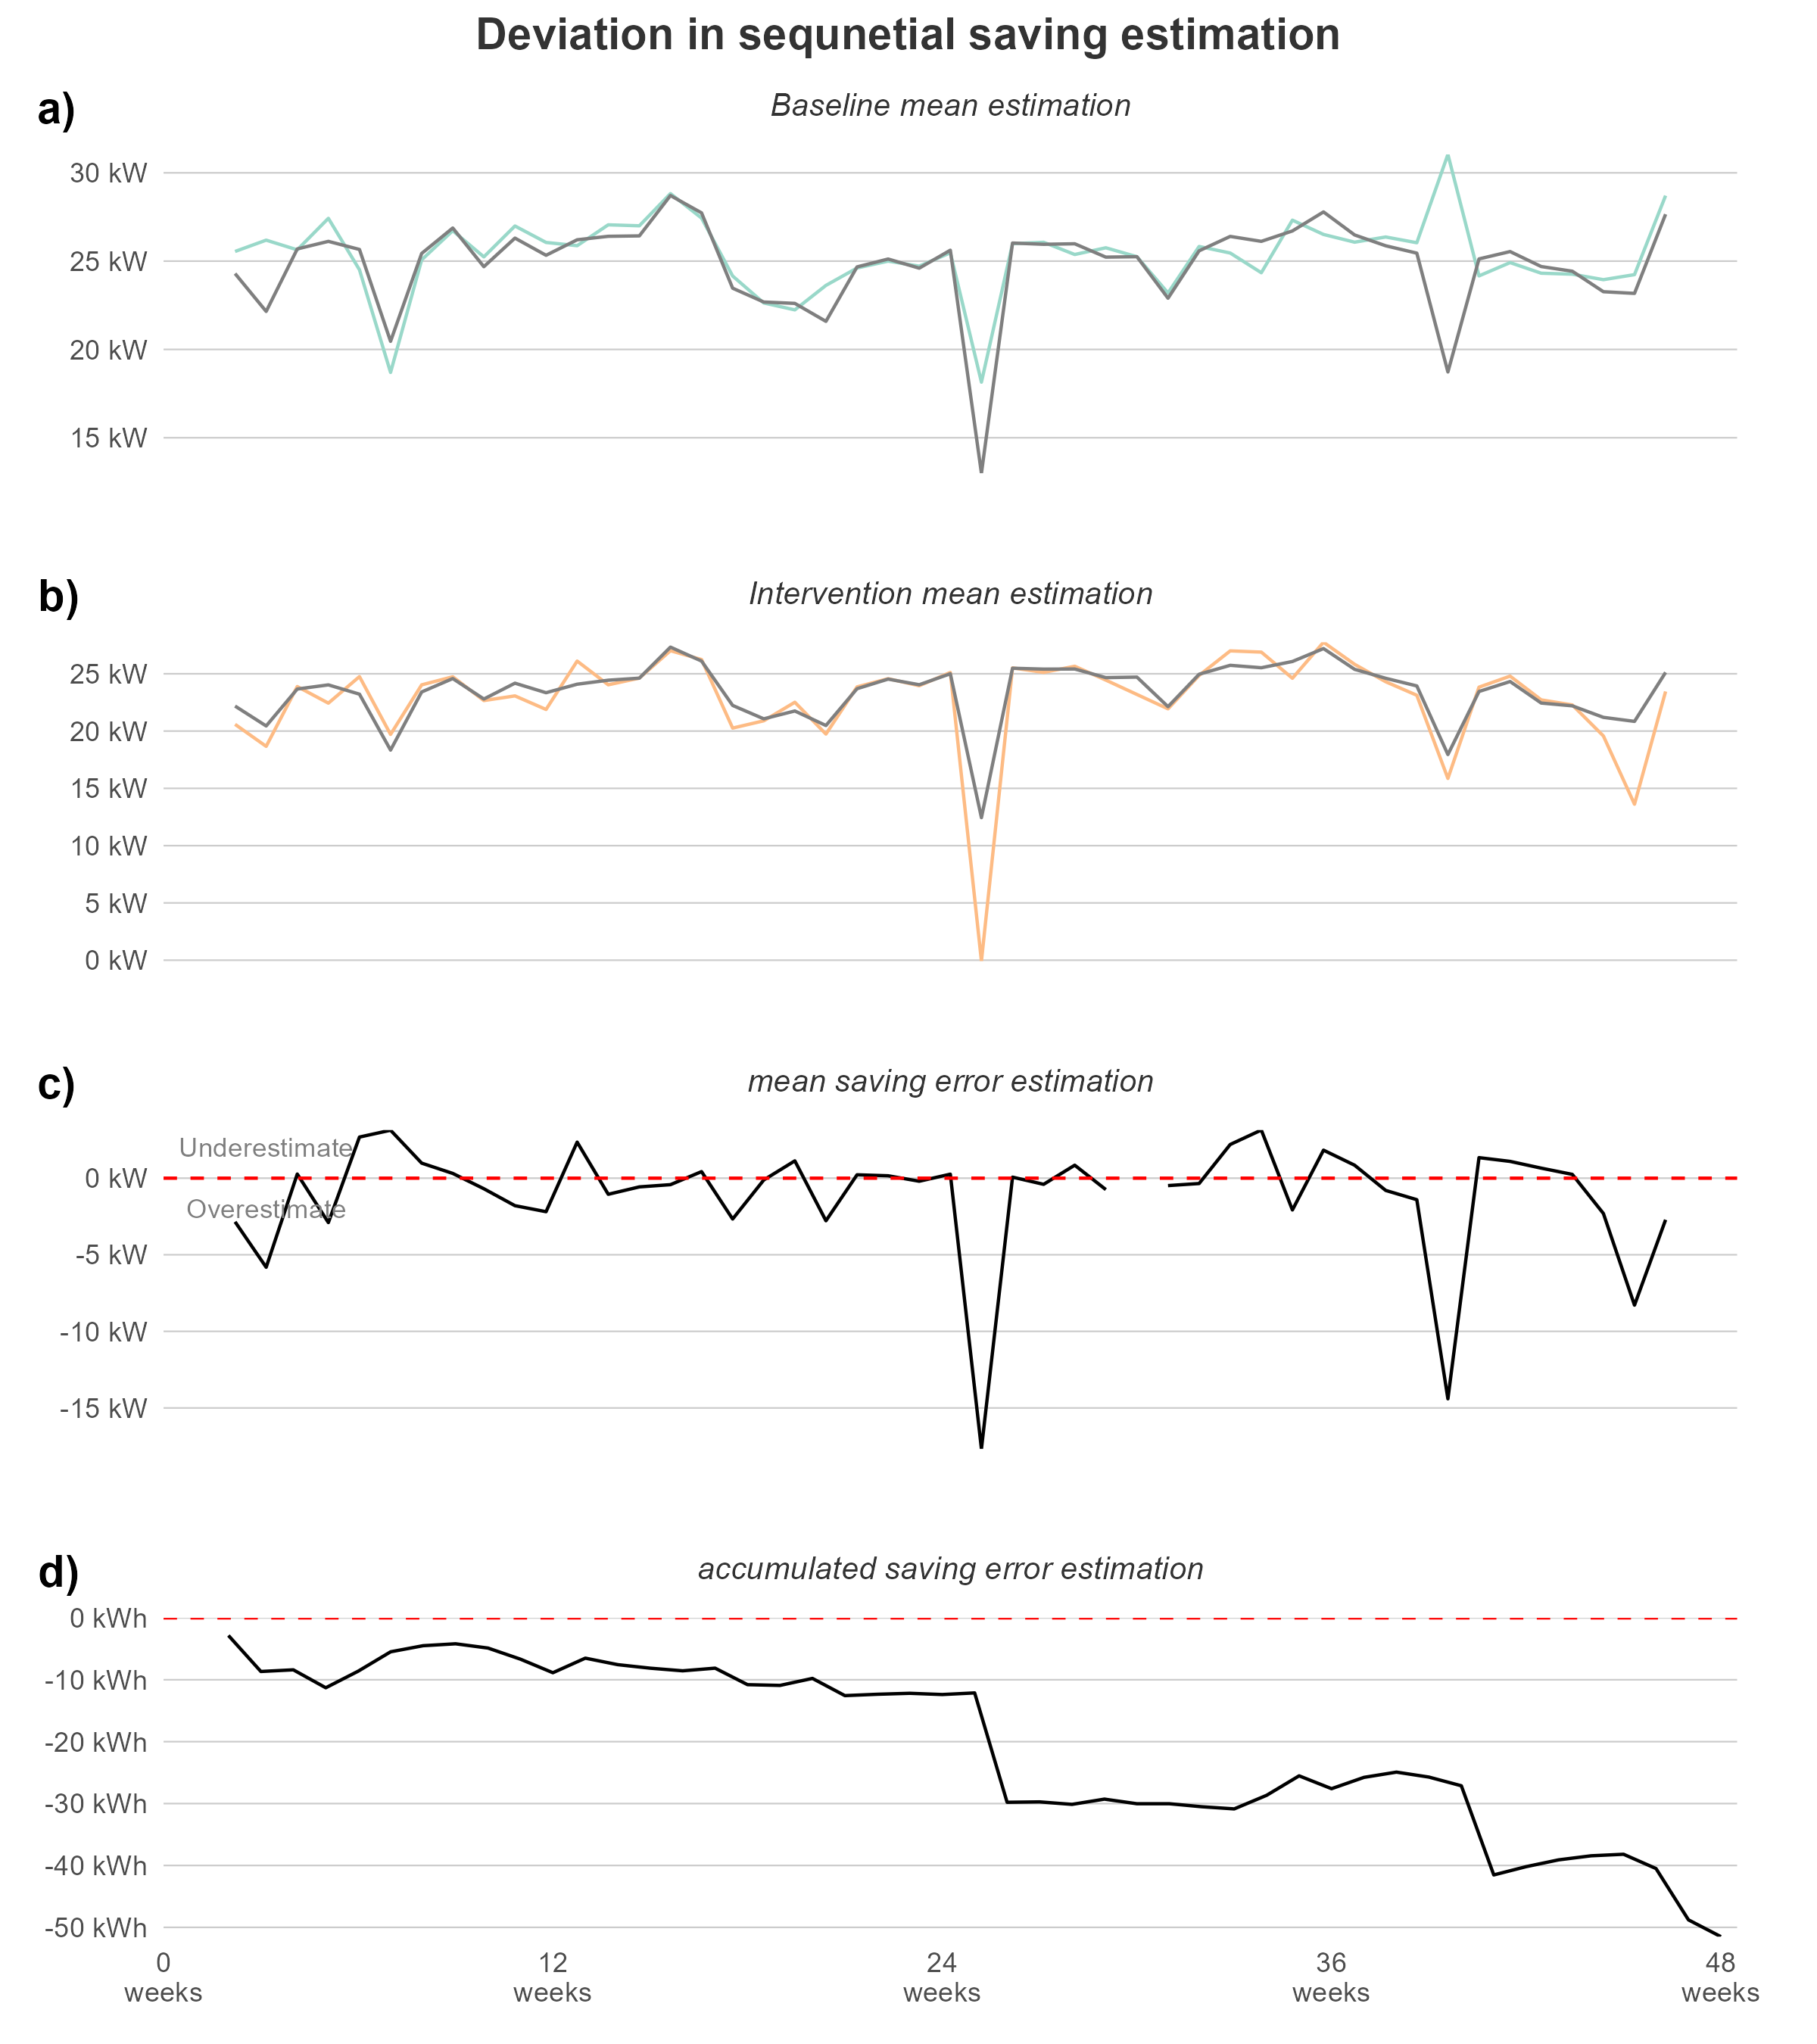 Deviation in sequnetial saving estimation
a)
Baseline mean estimation
30 kW
25 kW
20 kW
15 kW
b)
Intervention mean estimation
25 kW
20 kW
15 kW
10 kW
5 kW
0 kW
c)
mean saving error estimation
Underestimate
0 kW
Overestimate
-5 kW
-10 kW
-15 kW
d)
accumulated saving error estimation
0 kWh
-10 kWh
-20 kWh
-30 kWh
-40 kWh
-50 kWh
0 12 24 36 48
weeks weeks weeks weeks weeks